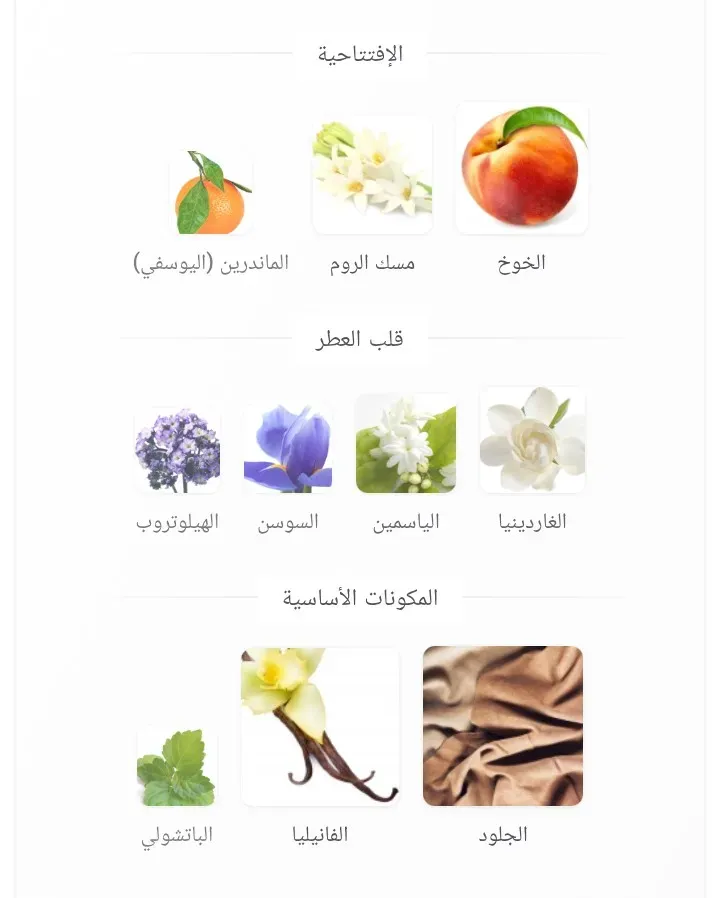 الإفتتاحية
الخوخ مسك الروم الماندرين (اليوسفي)
قلب العطر
الغاردينيا الياسمين السوسن الهيلوتروب
المكونات الأساسية
الجلود الفانيليا الباتشولي